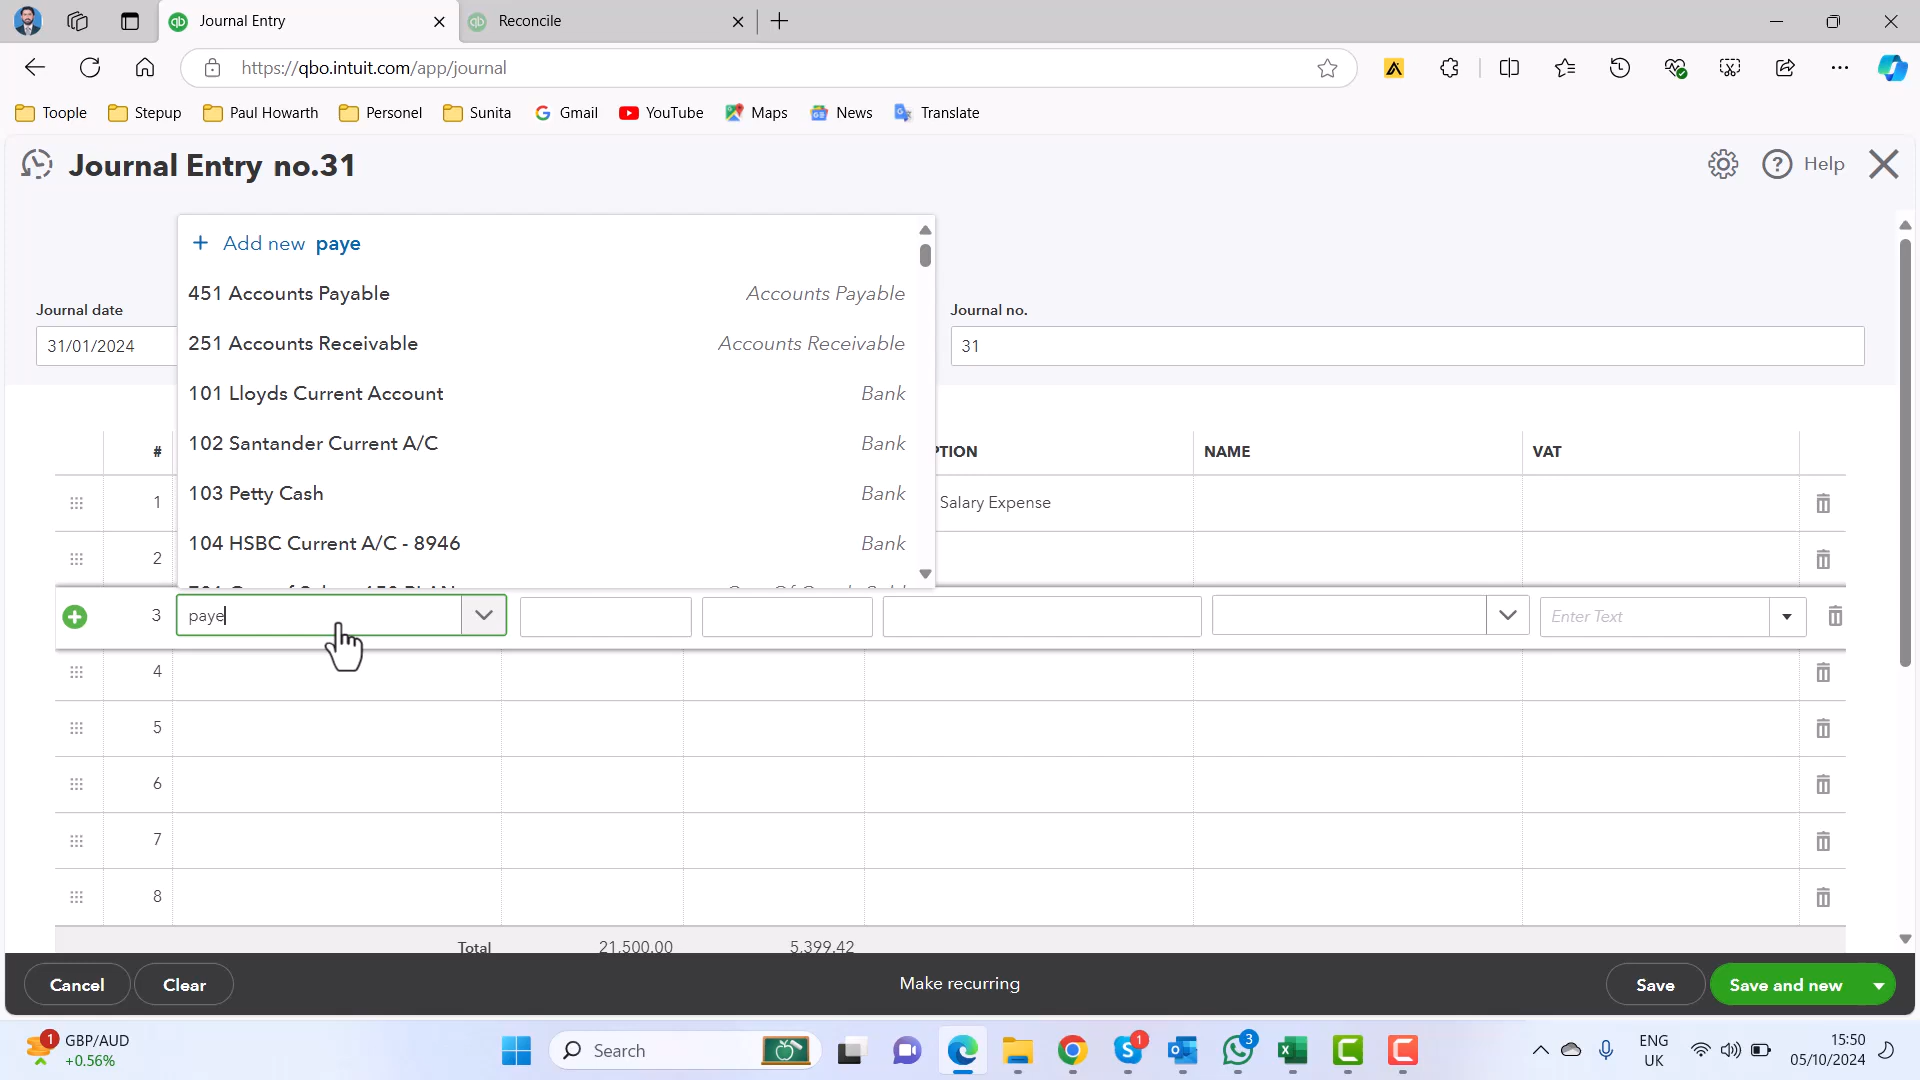 Journal Entry
Reconcile
https://qbo.intuit.com/app/journal
Toople
Stepup
Paul Howarth
Personel
Sunita
Gmail
YouTube
Maps
News
Translate
Journal Entry no.31
Help
+ Add new paye
451 Accounts Payable Accounts Payable
251 Accounts Receivable Accounts Receivable
101 Lloyds Current Account Bank
102 Santander Current A/C Bank
103 Petty Cash Bank
104 HSBC Current A/C - 8946 Bank
Journal date
31/01/2024
Journal no.
31
# PTION NAME VAT
1 Salary Expense
2
3 paye Enter Text
4
5
6
7
8
Total 21,500.00 5,399.42
Cancel
Clear
Make recurring
Save
Save and new
1
GBP/AUD
+0.56%
Search
1
3
ENG
UK
15:50
05/10/2024